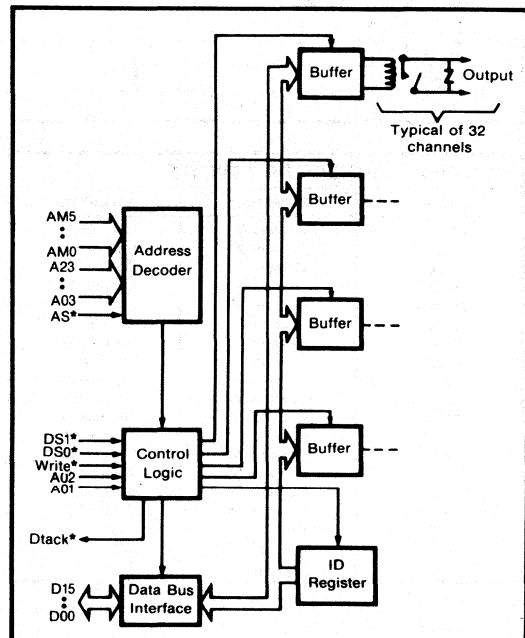 Buffer
Output
Typical of 32
channels
Buffer
AM5
AM0
A23
A03
AS*
Address
Decoder
Buffer
DS1*
DS0*
Write*
A02
A01
Control
Logic
Buffer
Dtack*
D15
D00
Data Bus
Interface
ID
Register